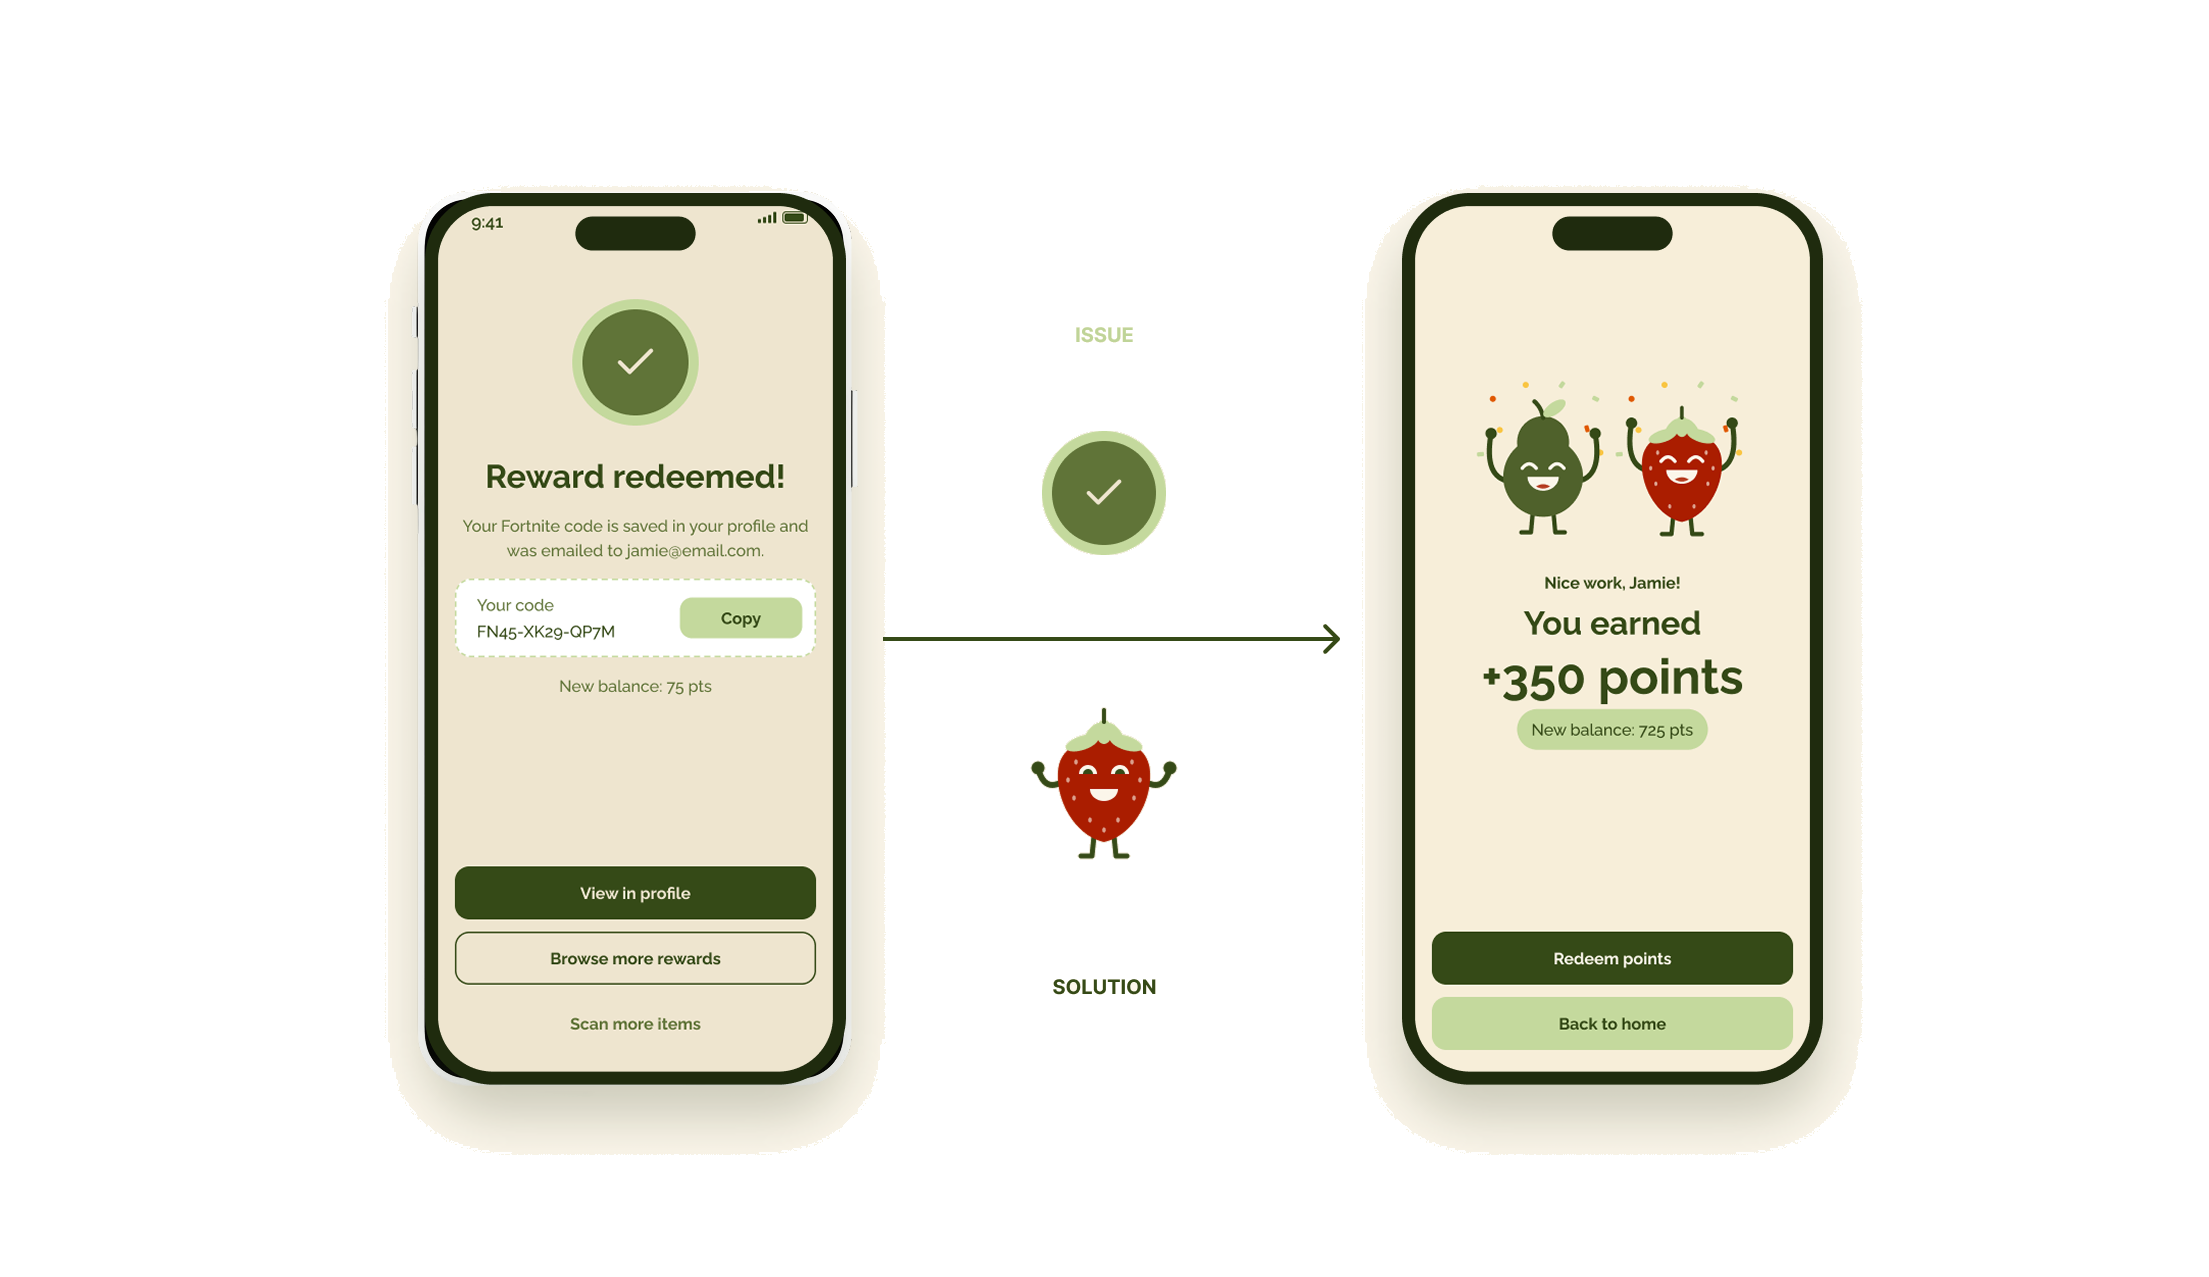 9:41
Reward redeemed!
Your Fortnite code is saved in your profile and
was emailed to jamie@email.com.
Your code
FN45-XK29-QP7M
Copy
New balance: 75 pts
View in profile
Browse more rewards
Scan more items
ISSUE
SOLUTION
Nice work, Jamie!
You earned
+350 points
New balance: 725 pts
Redeem points
Back to home